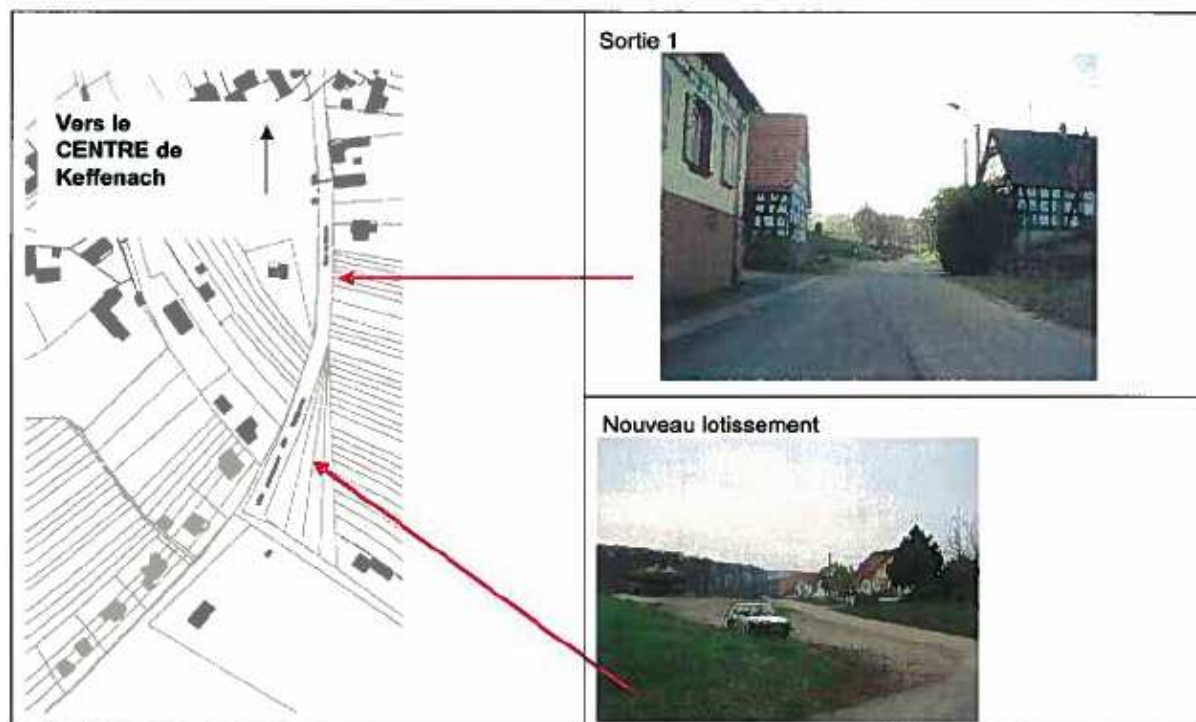 Vers le
CENTRE de
Keffenach
Sortie 1
Nouveau lotissement